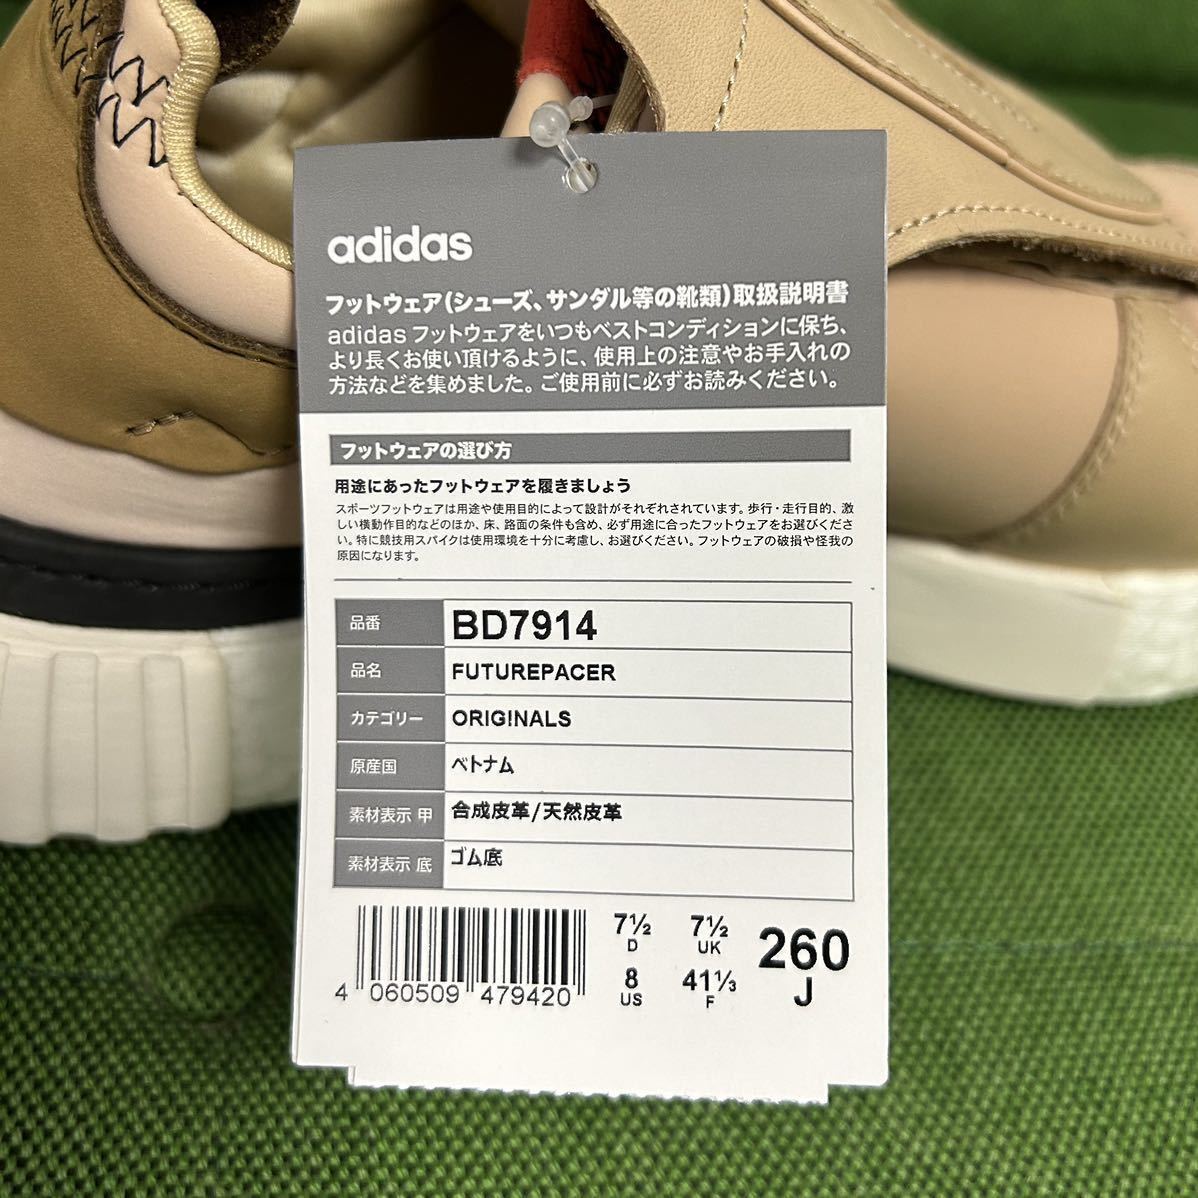 adidas
フットウェア(シューズ、サンダル等の靴類)取扱説明書
adidas フットウェアをいつもベストコンディションに保ち、
より長くお使い頂けるように、使用上の注意やお手入れの
方法などを集めました。ご使用前に必ずお読みください。
フットウェアの選び方
用途にあったフットウェアを履きましょう
スポーツフットウェアは用途や使用目的によって設計がそれぞれされています。歩行・走行目的、激
しい横動作目的などのほか、床、路面の条件も含め、必ず用途に合ったフットウェアをお選びくださ
い。特に競技用スパイクは使用環境を十分に考慮し、お選びください。フットウェアの破損や怪我の
原因になります。
品番 BD7914
品名 FUTUREPACER
カテゴリー ORIGINALS
原産国 ベトナム
素材表示 甲 合成皮革/天然皮革
素材表示 底 ゴム底
4 060509 479420
7½ D
7½ UK
8 US
41⅓ F
260 J